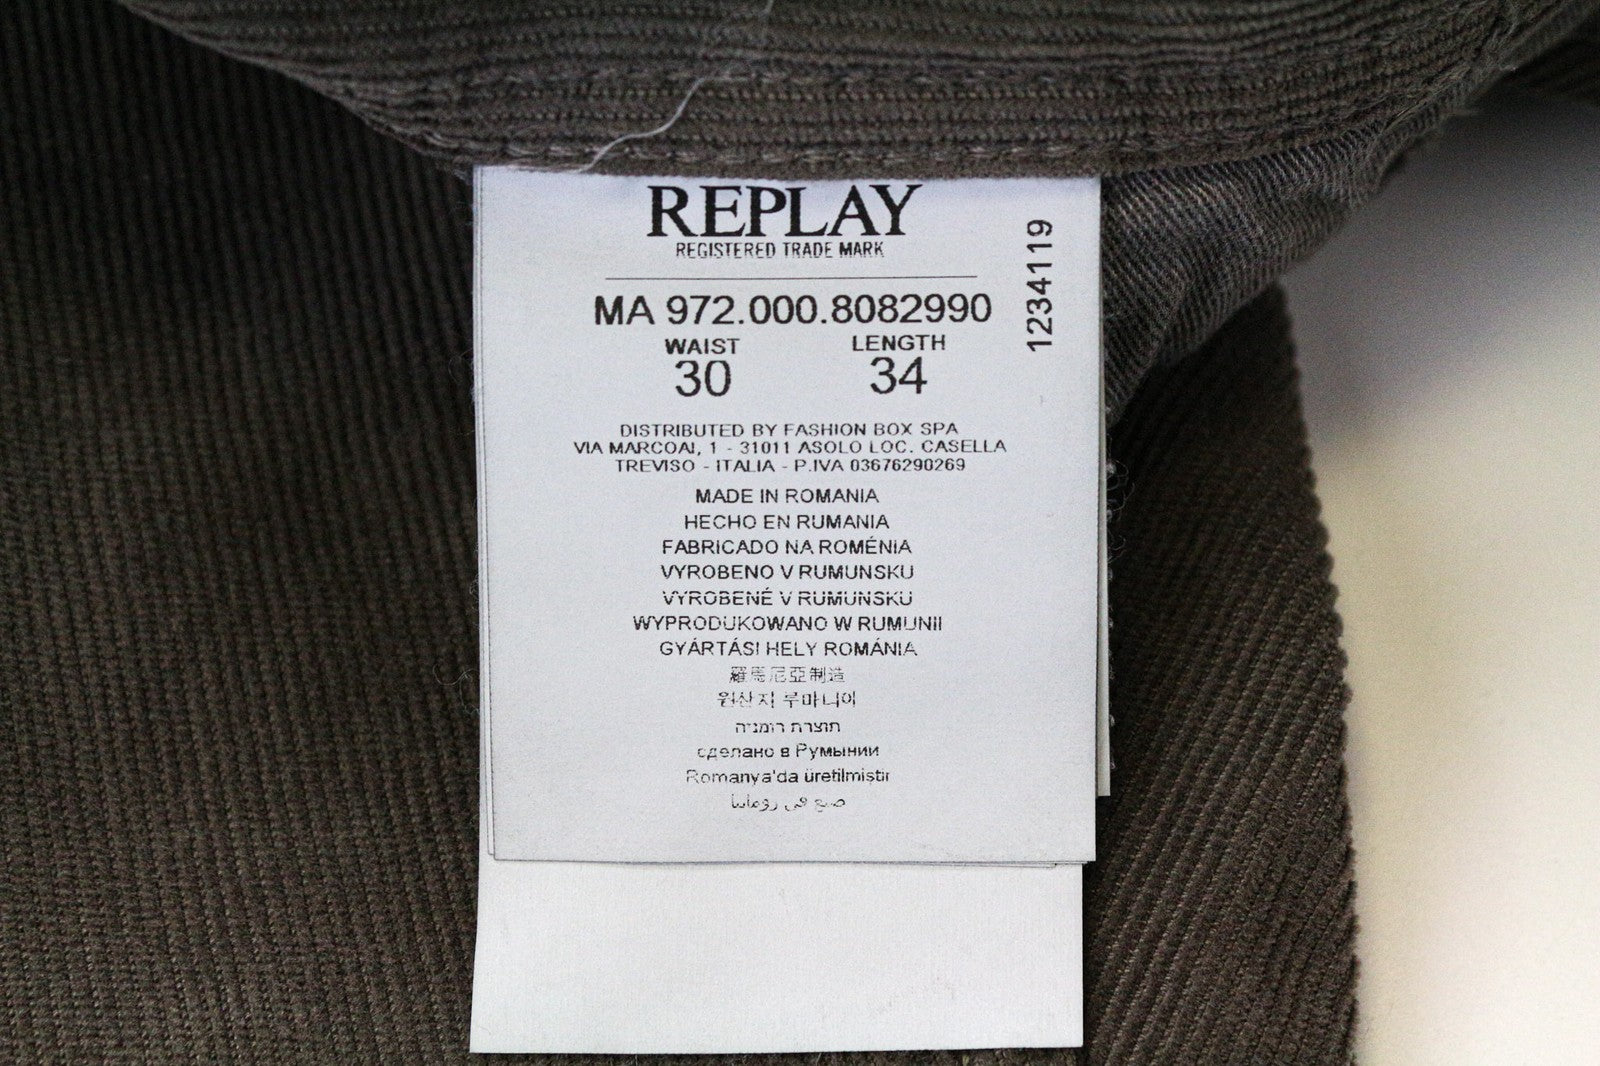 REPLAY
REGISTERED TRADE MARK
MA 972.000.8082990
1234119
WAIST LENGTH
30 34
DISTRIBUTED BY FASHION BOX SPA
VIA MARCOAI, 1 - 31011 ASOLO LOC. CASELLA
TREVISO - ITALIA - P.IVA 03676290269
MADE IN ROMANIA
HECHO EN RUMANIA
FABRICADO NA ROMÉNIA
VYROBENO V RUMUNSKU
VYROBENÉ V RUMUNSKU
WYPRODUKOWANO W RUMUNII
GYÁRTÁSI HELY ROMÁNIA
羅馬尼亞制造
원산지 루마니아
תוצרת רומניה
сделано в Румынии
Romanya'da üretilmiştir
صنع في رومانيا